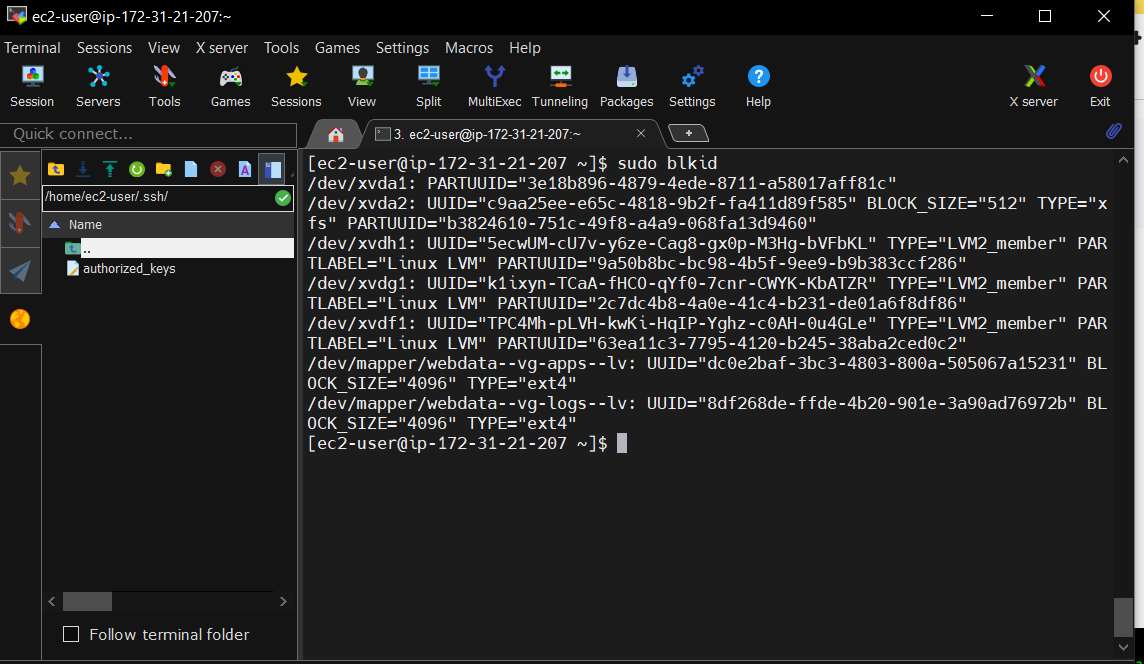 ec2-user@ip-172-31-21-207:~
Terminal Sessions View X server Tools Games Settings Macros Help
Session Servers Tools Games Sessions View Split MultiExec Tunneling Packages Settings Help X server Exit
Quick connect...
3. ec2-user@ip-172-31-21-207:~
/home/ec2-user/.ssh/
Name
..
authorized_keys
Follow terminal folder
[ec2-user@ip-172-31-21-207 ~]$ sudo blkid
/dev/xvda1: PARTUUID="3e18b896-4879-4ede-8711-a58017aff81c"
/dev/xvda2: UUID="c9aa25ee-e65c-4818-9b2f-fa411d89f585" BLOCK_SIZE="512" TYPE="x
fs" PARTUUID="b3824610-751c-49f8-a4a9-068fa13d9460"
/dev/xvdh1: UUID="5ecwUM-cU7v-y6ze-Cag8-gx0p-M3Hg-bVFbKL" TYPE="LVM2_member" PAR
TLABEL="Linux LVM" PARTUUID="9a50b8bc-bc98-4b5f-9ee9-b9b383ccf286"
/dev/xvdg1: UUID="k1ixyn-TCaA-fHCO-qYf0-7cnr-CWYK-KbATZR" TYPE="LVM2_member" PAR
TLABEL="Linux LVM" PARTUUID="2c7dc4b8-4a0e-41c4-b231-de01a6f8df86"
/dev/xvdf1: UUID="TPC4Mh-pLVH-kwKi-HqIP-Yghz-c0AH-0u4GLe" TYPE="LVM2_member" PAR
TLABEL="Linux LVM" PARTUUID="63ea11c3-7795-4120-b245-38aba2ced0c2"
/dev/mapper/webdata--vg-apps--lv: UUID="dc0e2baf-3bc3-4803-800a-505067a15231" BL
OCK_SIZE="4096" TYPE="ext4"
/dev/mapper/webdata--vg-logs--lv: UUID="8df268de-ffde-4b20-901e-3a90ad76972b" BL
OCK_SIZE="4096" TYPE="ext4"
[ec2-user@ip-172-31-21-207 ~]$